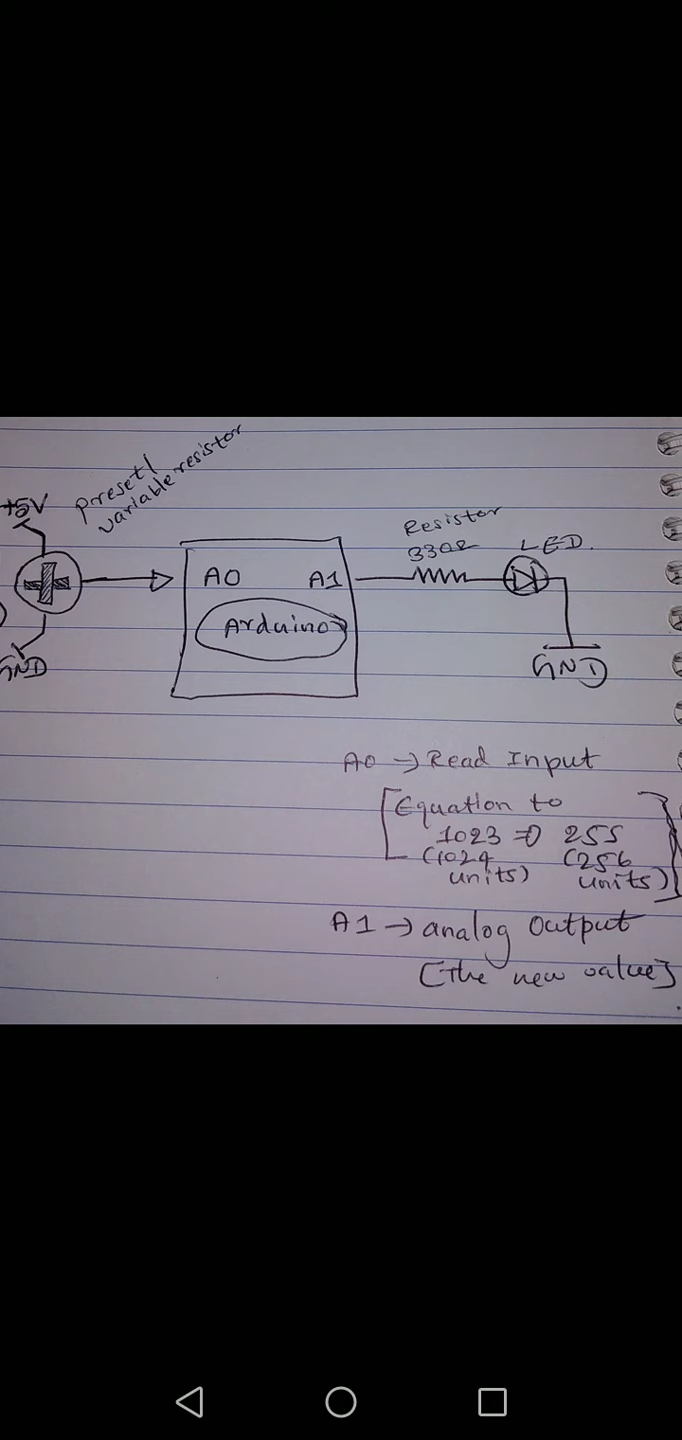 +5V
preset/
variable resistor
GND
A0
A1
Arduino
Resistor
330Ω
LED.
GND
A0 → Read Input
[Equation to
1023 ⇒ 255
(1024
units)
(256
units)]
A1 → analog Output
[The new value]